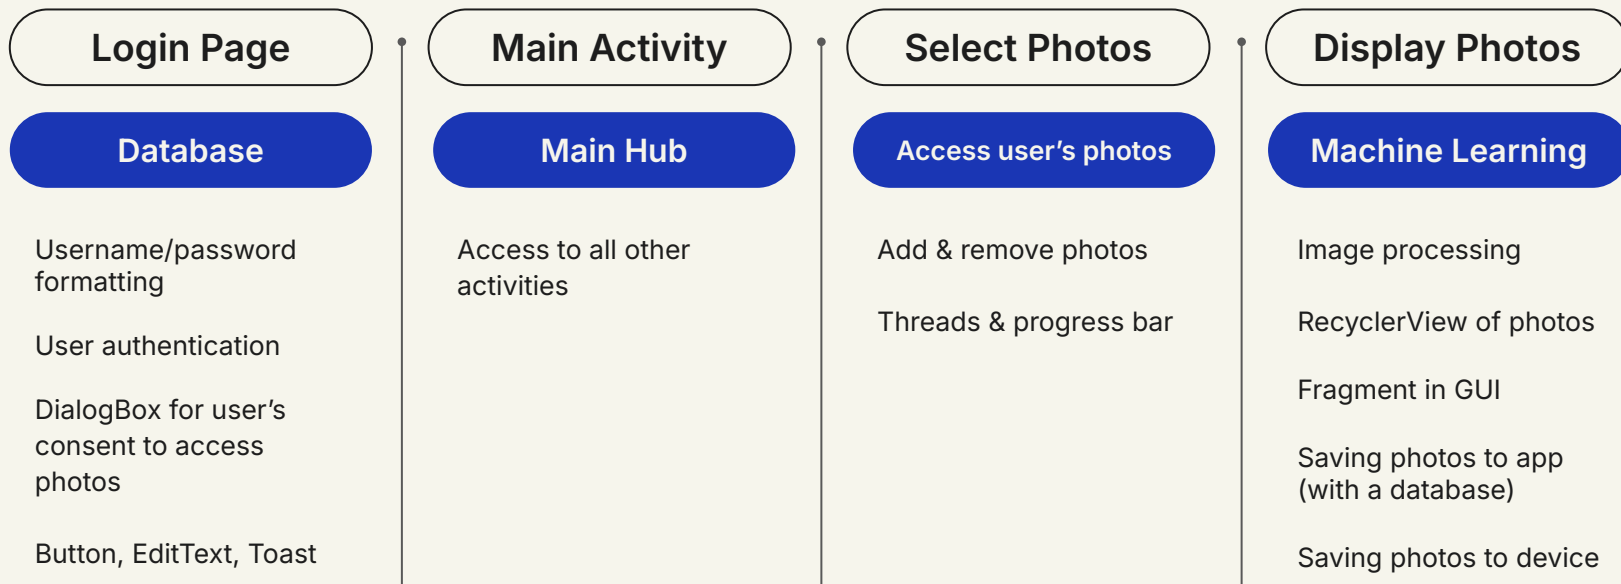 Login Page
Database
Username/password
formatting
User authentication
DialogBox for user’s
consent to access
photos
Button, EditText, Toast
Main Activity
Main Hub
Access to all other
activities
Select Photos
Access user’s photos
Add & remove photos
Threads & progress bar
Display Photos
Machine Learning
Image processing
RecyclerView of photos
Fragment in GUI
Saving photos to app
(with a database)
Saving photos to device